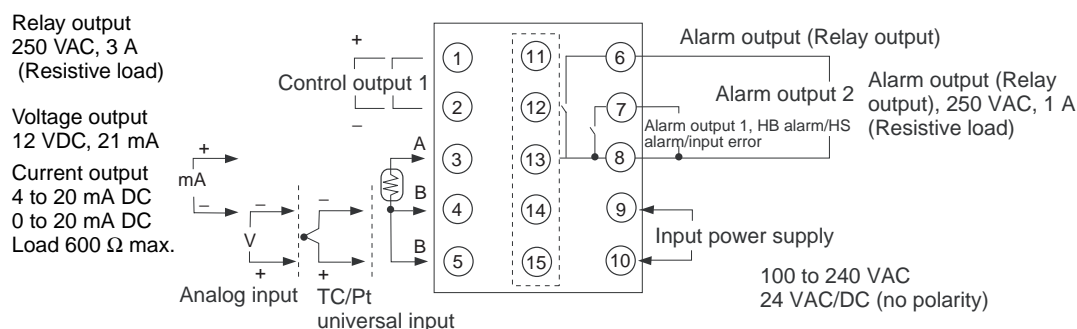 Relay output
250 VAC, 3 A
(Resistive load)
Voltage output
12 VDC, 21 mA
Current output
4 to 20 mA DC
0 to 20 mA DC
Load 600 Ω max.
+
Control output 1
−
+
mA
−
−
V
+
Analog input
−
+
TC/Pt
universal input
A
B
B
1
2
3
4
5
11
12
13
14
15
6
7
8
9
10
Alarm output (Relay output)
Alarm output 2
Alarm output 1, HB alarm/HS
alarm/input error
Alarm output (Relay
output), 250 VAC, 1 A
(Resistive load)
Input power supply
100 to 240 VAC
24 VAC/DC (no polarity)